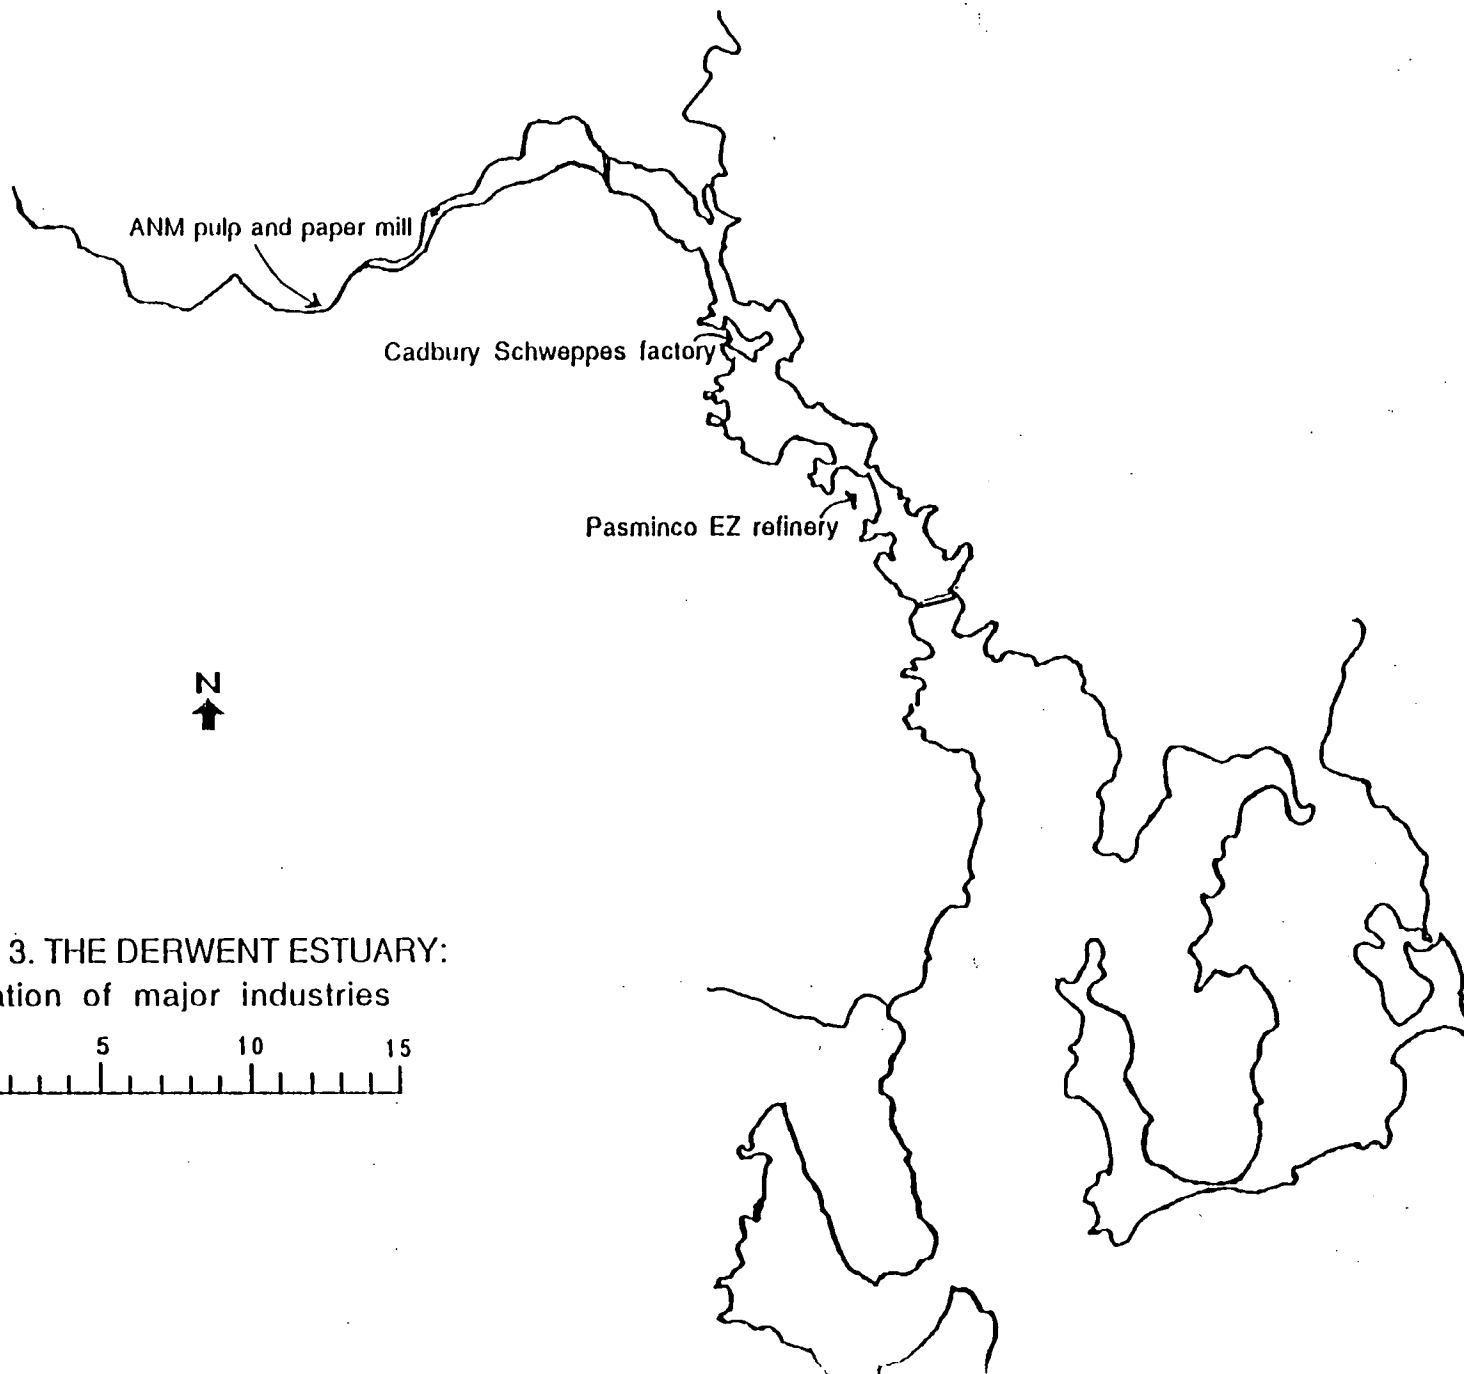 ANM pulp and paper mill
Cadbury Schweppes factory
Pasminco EZ refinery
N
3. THE DERWENT ESTUARY:
ation of major industries
5 10 15